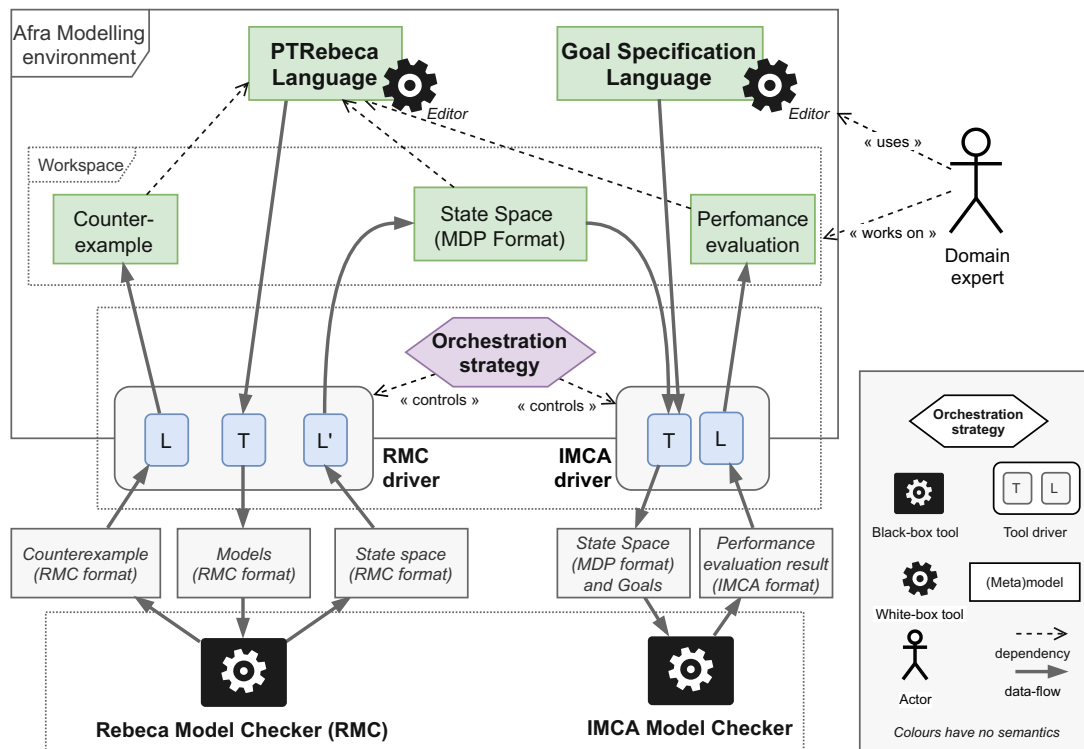 Afra Modelling
environment
PTRebeca
Language
Editor
Goal Specification
Language
Editor
« uses »
« works on »
Domain
expert
Workspace
Counter-
example
State Space
(MDP Format)
Perfomance
evaluation
Orchestration
strategy
« controls »
« controls »
L
T
L'
RMC
driver
IMCA
driver
T
L
Counterexample
(RMC format)
Models
(RMC format)
State space
(RMC format)
State Space
(MDP format)
and Goals
Performance
evaluation result
(IMCA format)
Rebeca Model Checker (RMC)
IMCA Model Checker
Orchestration
strategy
Black-box tool
T
L
Tool driver
White-box tool
(Meta)model
dependency
Actor
data-flow
Colours have no semantics